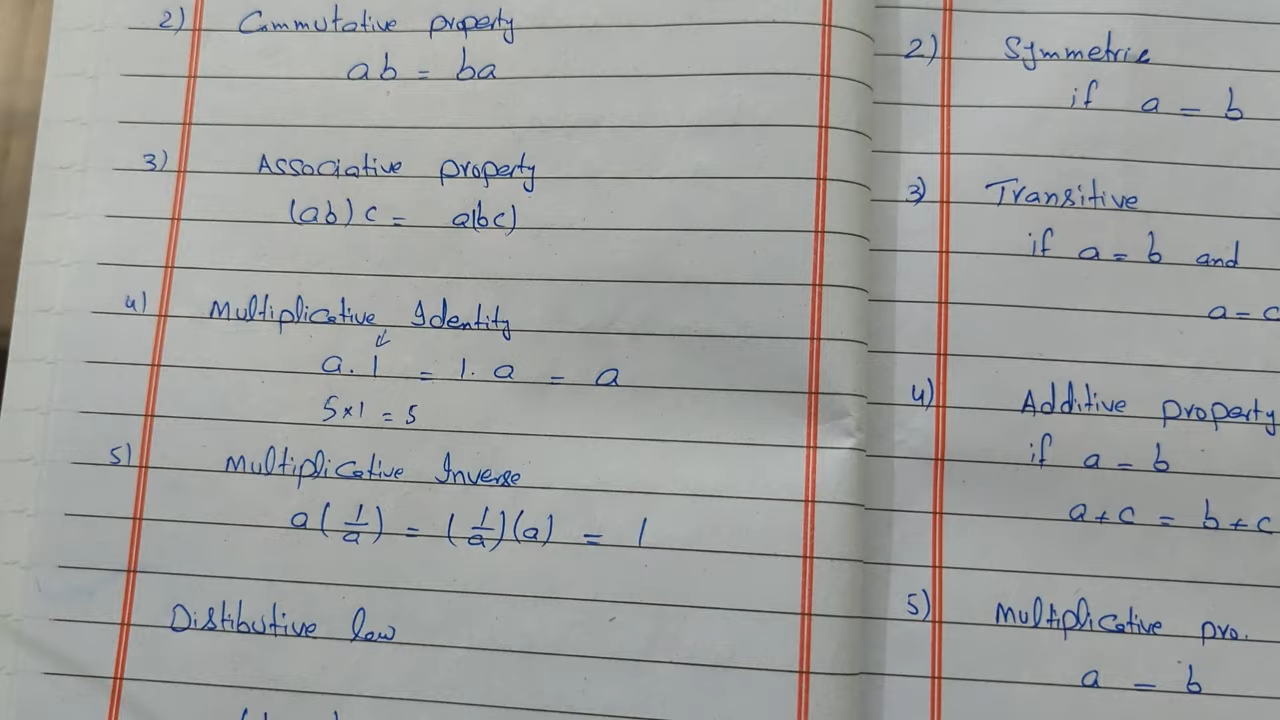 2) Commutative property
ab = ba
3) Associative property
(ab)c = a(bc)
4) Multiplicative Identity
a.1 = 1.a = a
5×1 = 5
5) Multiplicative Inverse
a(1/a) = (1/a)(a) = 1
Distibutive law
2) Symmetric
if a = b
3) Transitive
if a = b and
a = c
4) Additive property
if a = b
a+c = b+c
5) Multiplicative pro.
a = b